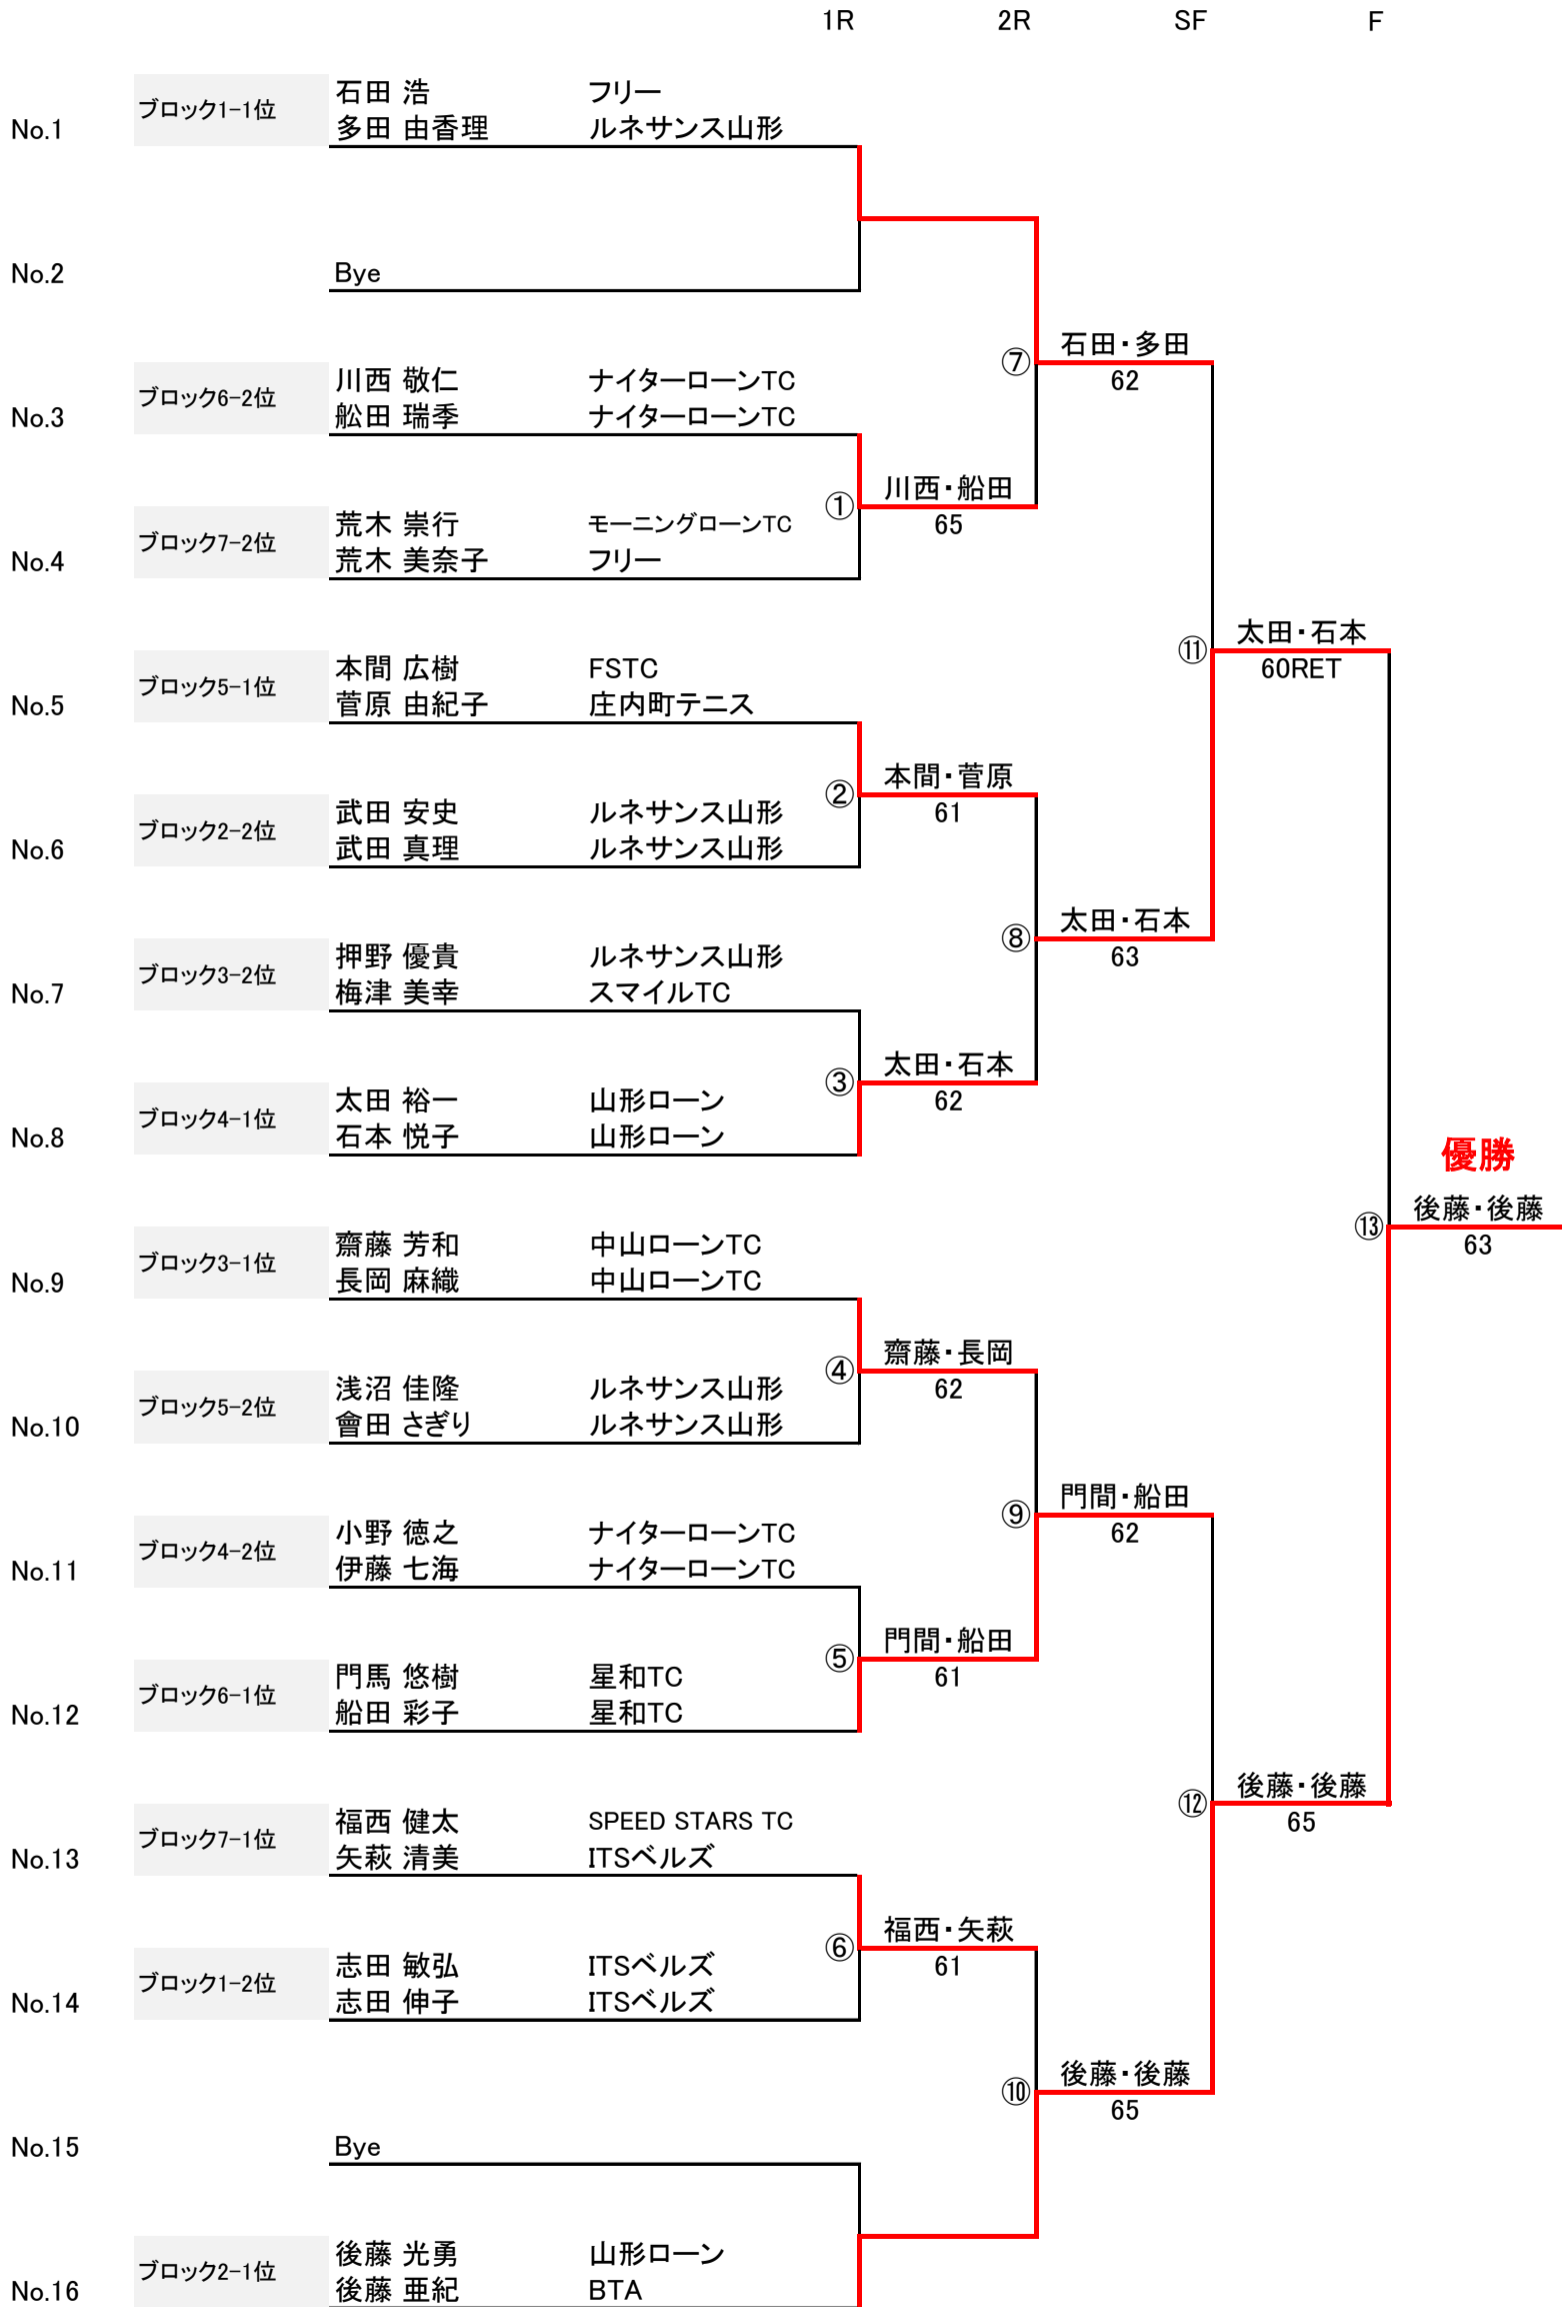 1R 2R SF F
ブロック1-1位 石田 浩 フリー
No.1 多田 由香理 ルネサンス山形
No.2 Bye
⑦ 石田・多田
62
ブロック6-2位 川西 敬仁 ナイターローンTC
No.3 舩田 瑞季 ナイターローンTC
① 川西・船田
65
ブロック7-2位 荒木 崇行 モーニングローンTC
No.4 荒木 美奈子 フリー
⑪ 太田・石本
60RET
ブロック5-1位 本間 広樹 FSTC
No.5 菅原 由紀子 庄内町テニス
② 本間・菅原
61
ブロック2-2位 武田 安史 ルネサンス山形
No.6 武田 真理 ルネサンス山形
⑧ 太田・石本
63
ブロック3-2位 押野 優貴 ルネサンス山形
No.7 梅津 美幸 スマイルTC
③ 太田・石本
62
ブロック4-1位 太田 裕一 山形ローン
No.8 石本 悦子 山形ローン
優勝
⑬ 後藤・後藤
63
ブロック3-1位 齋藤 芳和 中山ローンTC
No.9 長岡 麻織 中山ローンTC
④ 齋藤・長岡
62
ブロック5-2位 浅沼 佳隆 ルネサンス山形
No.10 會田 さぎり ルネサンス山形
⑨ 門間・船田
62
ブロック4-2位 小野 徳之 ナイターローンTC
No.11 伊藤 七海 ナイターローンTC
⑤ 門間・船田
61
ブロック6-1位 門馬 悠樹 星和TC
No.12 船田 彩子 星和TC
⑫ 後藤・後藤
65
ブロック7-1位 福西 健太 SPEED STARS TC
No.13 矢萩 清美 ITSベルズ
⑥ 福西・矢萩
61
ブロック1-2位 志田 敏弘 ITSベルズ
No.14 志田 伸子 ITSベルズ
⑩ 後藤・後藤
65
No.15 Bye
ブロック2-1位 後藤 光勇 山形ローン
No.16 後藤 亜紀 BTA